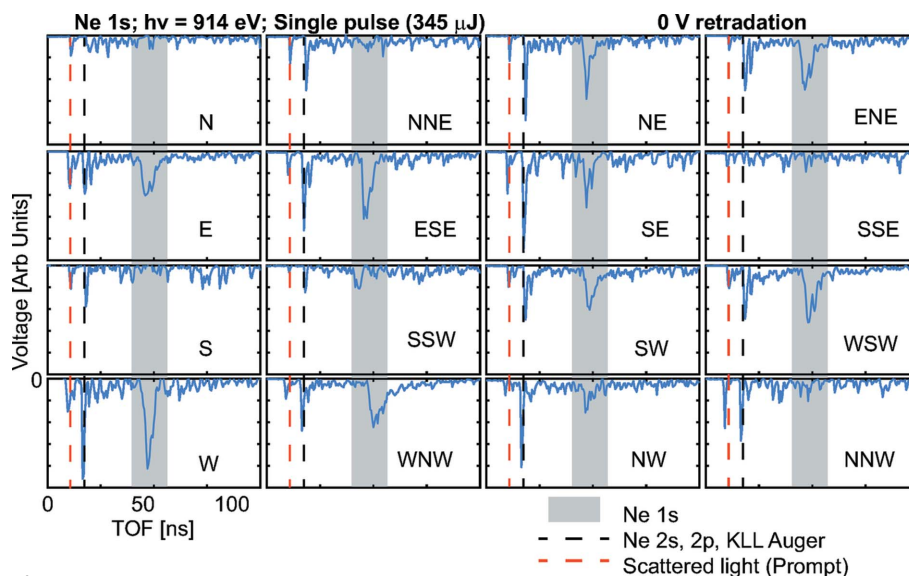 Ne 1s; hν = 914 eV; Single pulse (345 μJ) 0 V retradation
N NNE NE ENE
E ESE SE SSE
S SSW SW WSW
W WNW NW NNW
Voltage [Arb Units]
0
0 50 100
TOF [ns]
Ne 1s
Ne 2s, 2p, KLL Auger
Scattered light (Prompt)